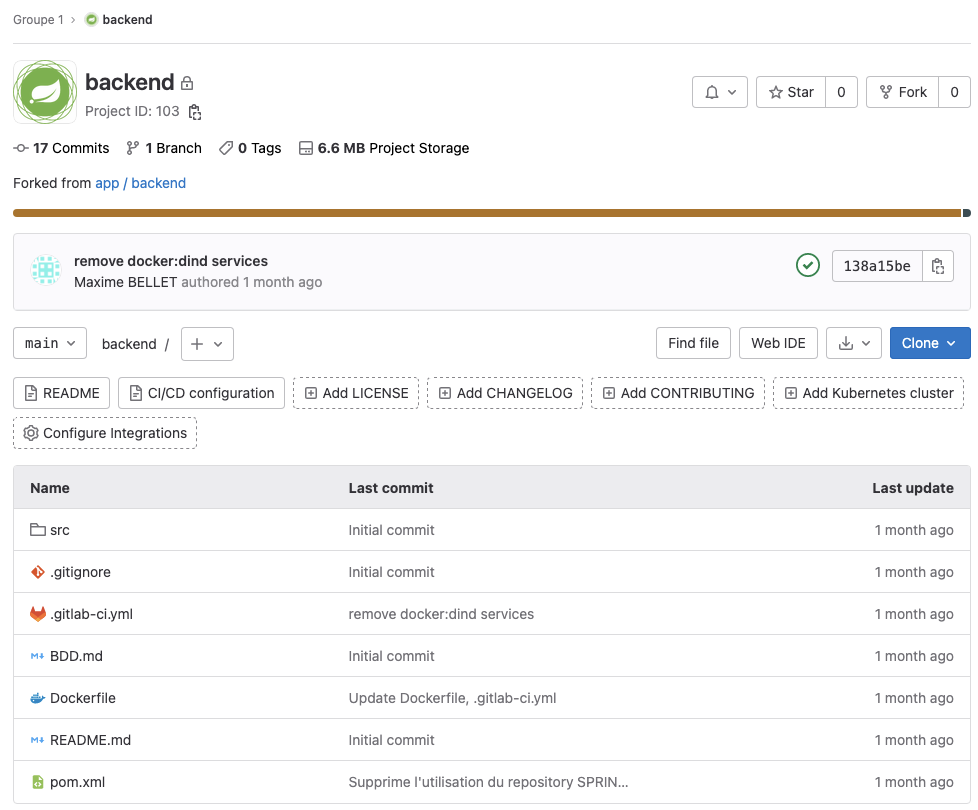 Groupe 1 › backend
backend
Project ID: 103
Star 0 Fork 0
17 Commits 1 Branch 0 Tags 6.6 MB Project Storage
Forked from app / backend
remove docker:dind services
Maxime BELLET authored 1 month ago
138a15be
main backend / + Find file Web IDE Clone
README CI/CD configuration Add LICENSE Add CHANGELOG Add CONTRIBUTING Add Kubernetes cluster
Configure Integrations
Name Last commit Last update
src Initial commit 1 month ago
.gitignore Initial commit 1 month ago
.gitlab-ci.yml remove docker:dind services 1 month ago
BDD.md Initial commit 1 month ago
Dockerfile Update Dockerfile, .gitlab-ci.yml 1 month ago
README.md Initial commit 1 month ago
pom.xml Supprime l'utilisation du repository SPRIN... 1 month ago